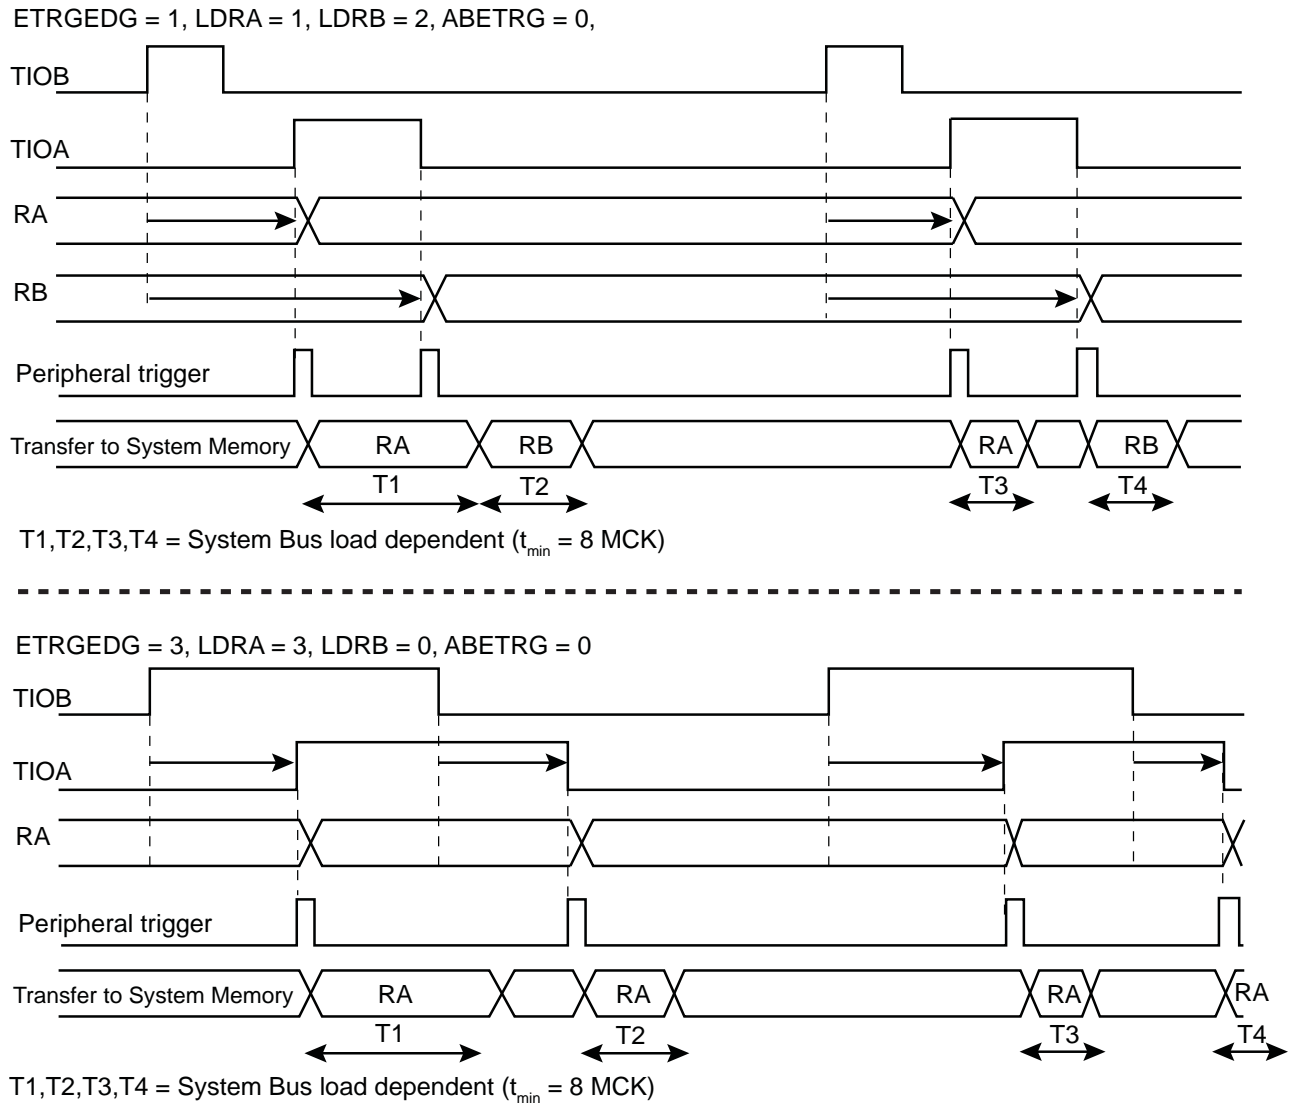 ETRGEDG = 1, LDRA = 1, LDRB = 2, ABETRG = 0,
TIOB
TIOA
RA
RB
Peripheral trigger
Transfer to System Memory RA RB RA RB
T1 T2 T3 T4
T1,T2,T3,T4 = System Bus load dependent (tmin = 8 MCK)
ETRGEDG = 3, LDRA = 3, LDRB = 0, ABETRG = 0
TIOB
TIOA
RA
Peripheral trigger
Transfer to System Memory RA RA RA RA
T1 T2 T3 T4
T1,T2,T3,T4 = System Bus load dependent (tmin = 8 MCK)